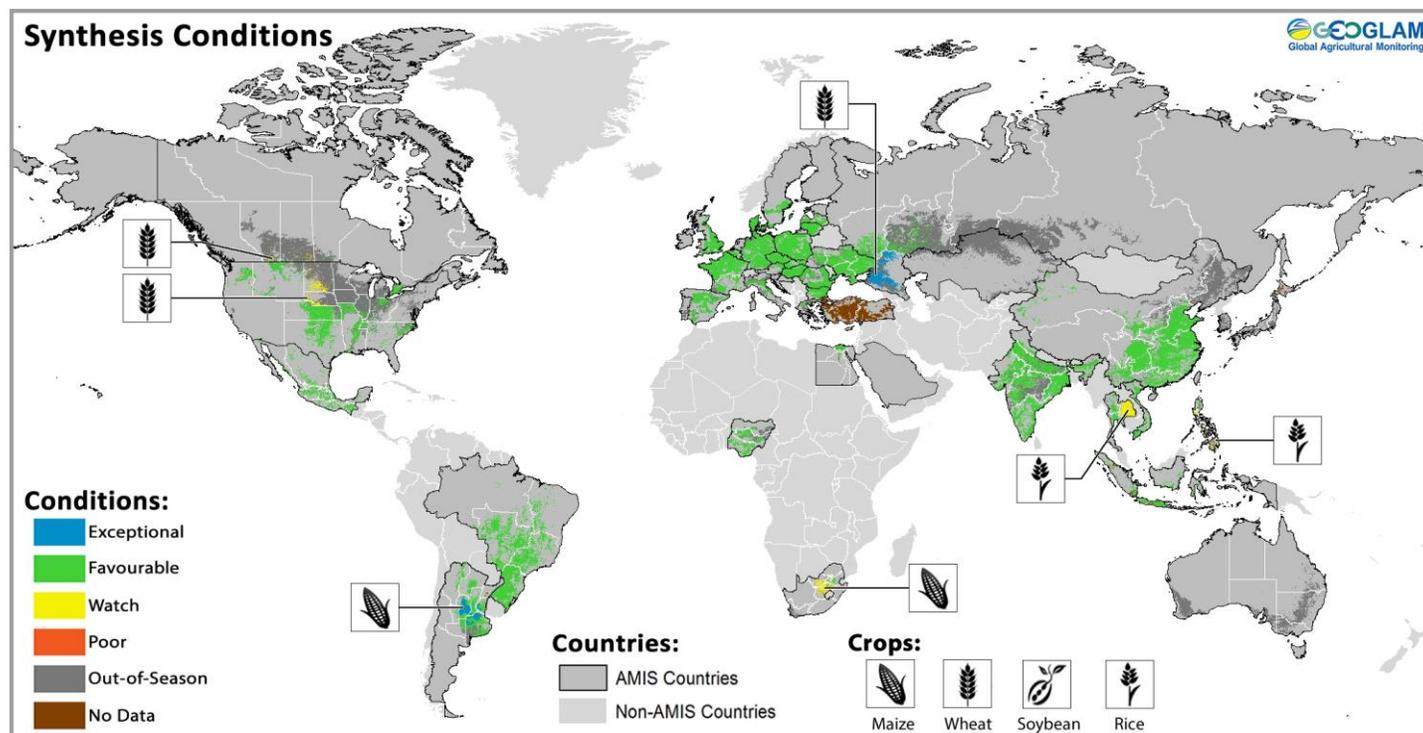 Synthesis Conditions
GEOGLAM
Global Agricultural Monitoring
Conditions:
Exceptional
Favourable
Watch
Poor
Out-of-Season
No Data
Countries:
AMIS Countries
Non-AMIS Countries
Crops:
Maize
Wheat
Soybean
Rice